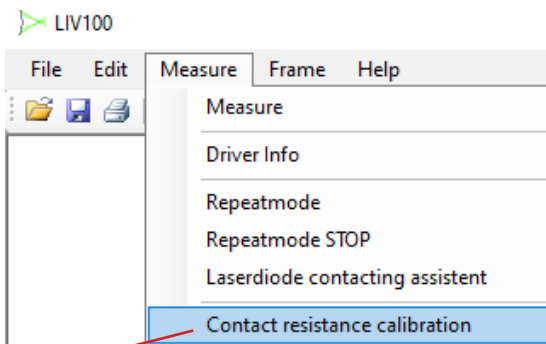 LIV100
File Edit Measure Frame Help
Measure
Driver Info
Repeatmode
Repeatmode STOP
Laserdiode contacting assistent
Contact resistance calibration